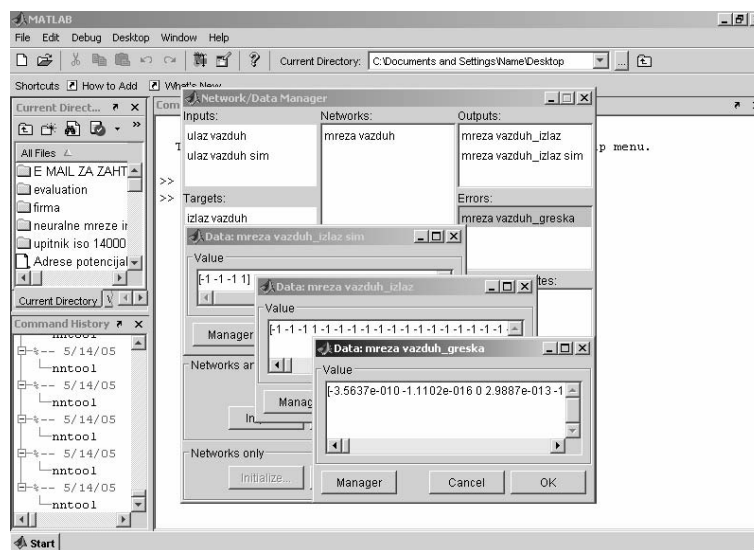 MATLAB
File Edit Debug Desktop Window Help
Current Directory: C:\Documents and Settings\Name\Desktop
Shortcuts How to Add What's New
Current Direct...
All Files
E MAIL ZA ZAHT
evaluation
firma
neuralne mreze ir
upitnik iso 14000
Adrese potencijal
Current Directory
Command History
%-- 5/14/05
nntool
%-- 5/14/05
nntool
%-- 5/14/05
nntool
%-- 5/14/05
nntool
%-- 5/14/05
nntool
Start
Com
T
p menu.
>>
>>
Network/Data Manager
Inputs:
ulaz vazduh
ulaz vazduh sim
Networks:
mreza vazduh
Outputs:
mreza vazduh_izlaz
mreza vazduh_izlaz sim
Targets:
izlaz vazduh
Errors:
mreza vazduh_greska
tes:
Networks an
In
Networks only
Initialize...
Data: mreza vazduh_izlaz sim
Value
[-1 -1 -1 1]
Manager
Data: mreza vazduh_izlaz
Value
[-1 -1 -1 1 -1 -1 -1 -1 -1 -1 -1 -1 -1 -1 -1 -1 -1 -
Manag
Data: mreza vazduh_greska
Value
[-3.5637e-010 -1.1102e-016 0 2.9887e-013 -1
Manager
Cancel
OK